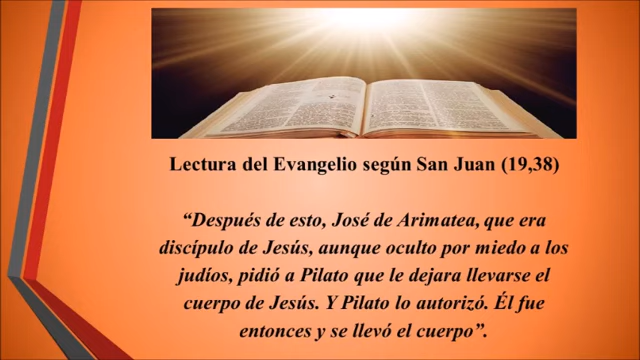 Lectura del Evangelio según San Juan (19,38)
“Después de esto, José de Arimatea, que era
discípulo de Jesús, aunque oculto por miedo a los
judíos, pidió a Pilato que le dejara llevarse el
cuerpo de Jesús. Y Pilato lo autorizó. Él fue
entonces y se llevó el cuerpo”.